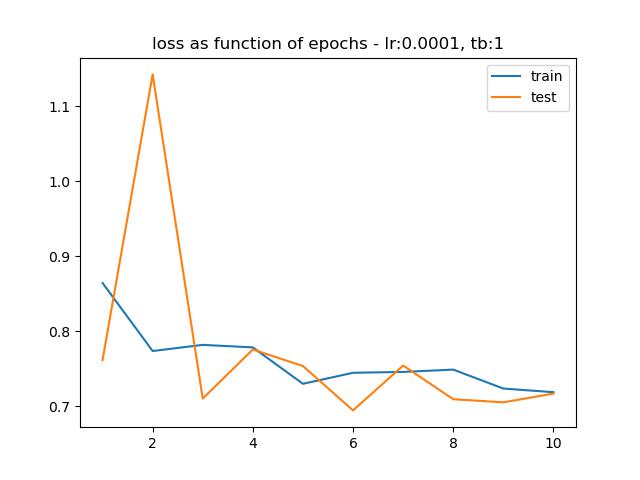 loss as function of epochs - lr:0.0001, tb:1
train
test
1.1
1.0
0.9
0.8
0.7
2 4 6 8 10